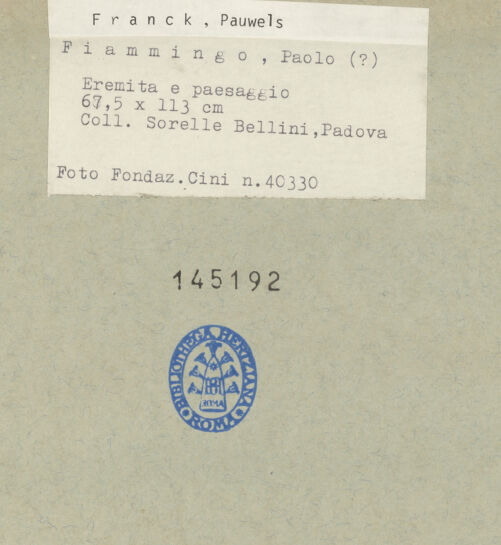 Franck, Pauwels
Fiammingo, Paolo (?)
Eremita e paesaggio
67,5 x 113 cm
Coll. Sorelle Bellini,Padova
Foto Fondaz.Cini n.40330
145192
BIBLIOTHECA HERTZIANA
ROMA
ROMA